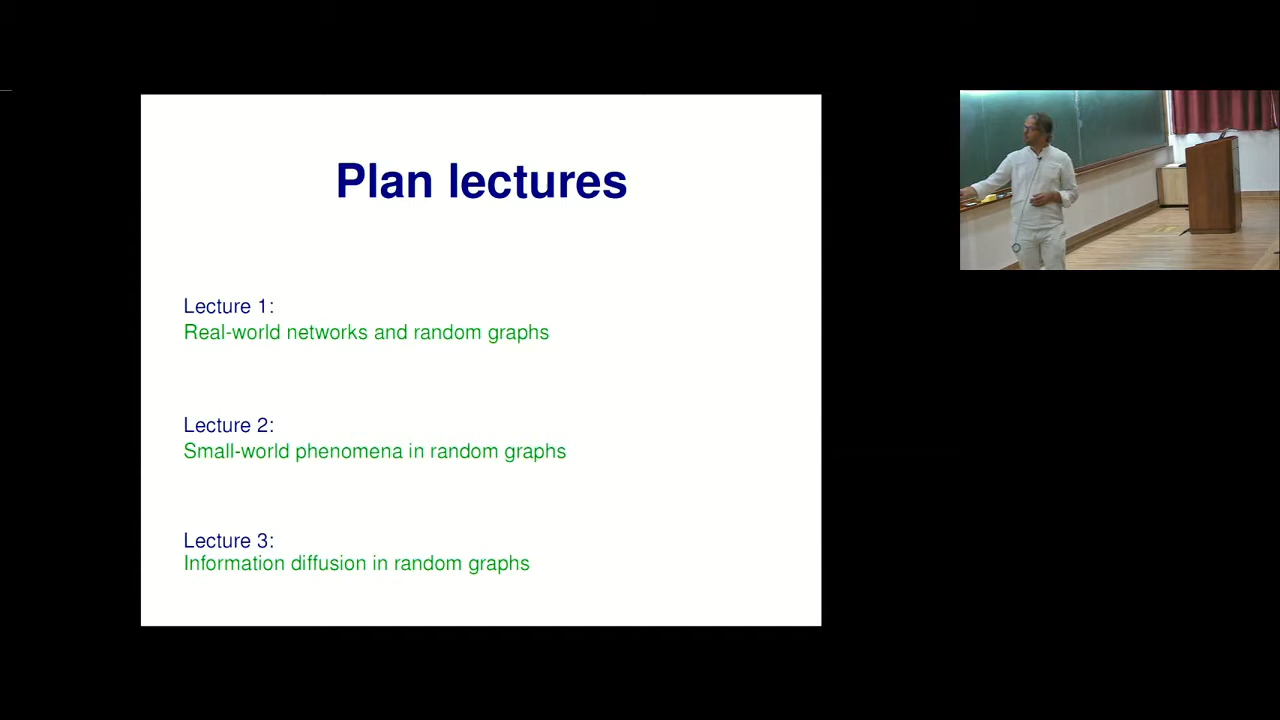 Plan lectures
Lecture 1:
Real-world networks and random graphs
Lecture 2:
Small-world phenomena in random graphs
Lecture 3:
Information diffusion in random graphs